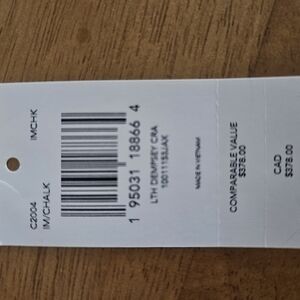 C2004 IMCHK
IM/CHALK
1 95031 18866 4
LTH DEMPSEY CRA
MADE IN VIETNAM
COMPARABLE VALUE
$378.00
CAD
$378.00